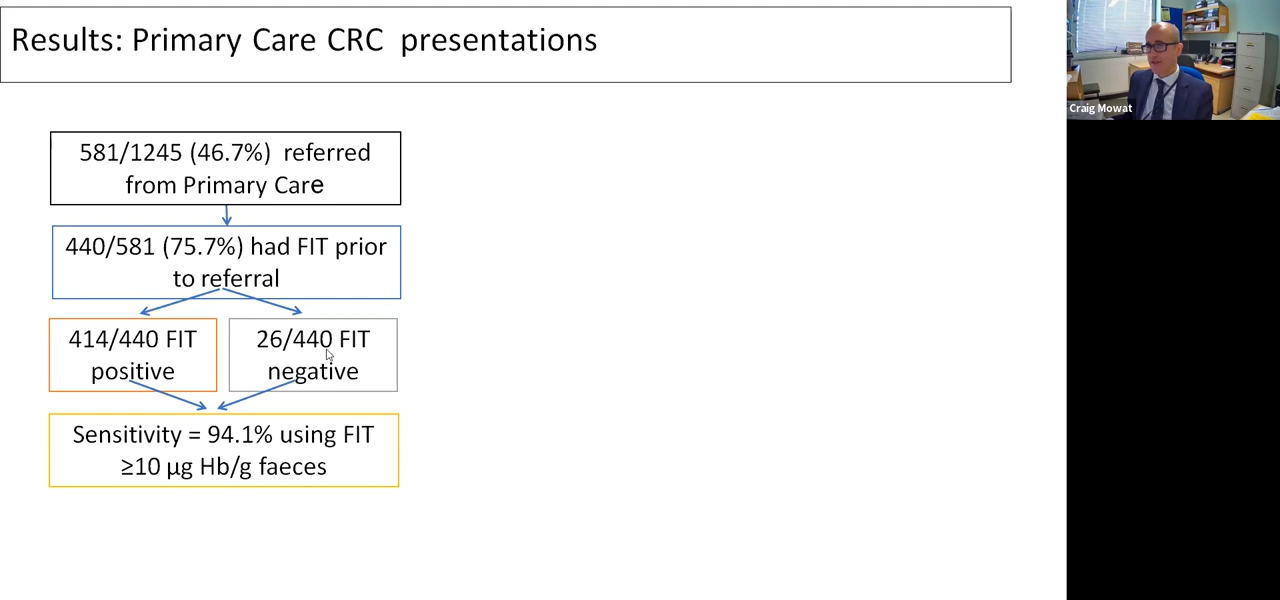 Results: Primary Care CRC presentations
Craig Mowat
581/1245 (46.7%) referred
from Primary Care
440/581 (75.7%) had FIT prior
to referral
414/440 FIT
positive
26/440 FIT
negative
Sensitivity = 94.1% using FIT
≥10 µg Hb/g faeces